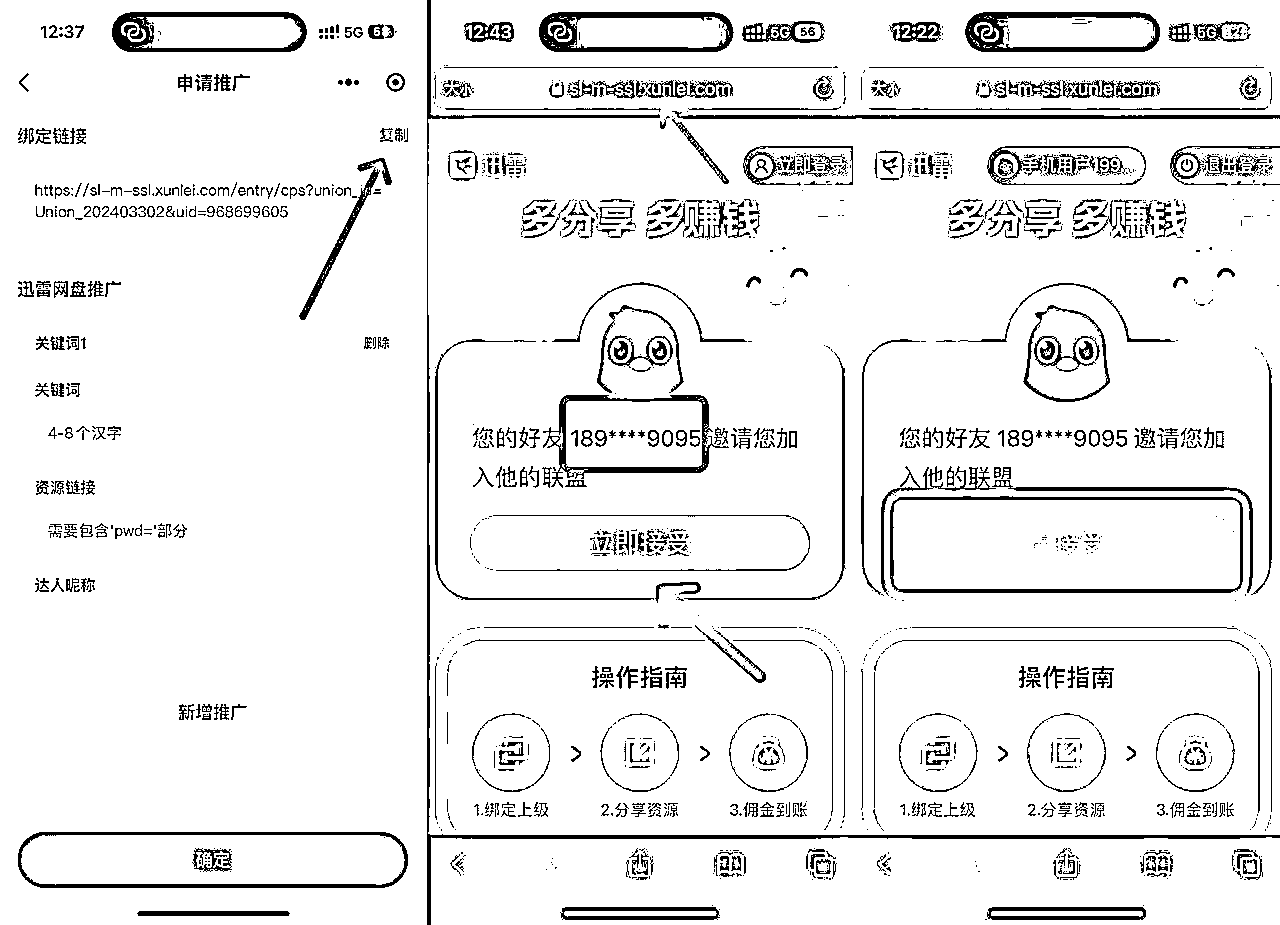 12:37
5G
申请推广
绑定链接
复制
https://sl-m-ssl.xunlei.com/entry/cps?union_id=
Union_202403302&uid=968699605
迅雷网盘推广
关键词1
删除
关键词
4-8个汉字
资源链接
需要包含'pwd='部分
达人昵称
新增推广
确定
12:43
5G
56
大小
sl-m-ssl.xunlei.com
迅雷
立即登录
多分享 多赚钱
您的好友 189****9095 邀请您加
入他的联盟
立即接受
操作指南
1.绑定上级
2.分享资源
3.佣金到账
12:22
5G
大小
sl-m-ssl.xunlei.com
迅雷
手机用户199...
退出登录
多分享 多赚钱
您的好友 189****9095 邀请您加
入他的联盟
接受
操作指南
1.绑定上级
2.分享资源
3.佣金到账